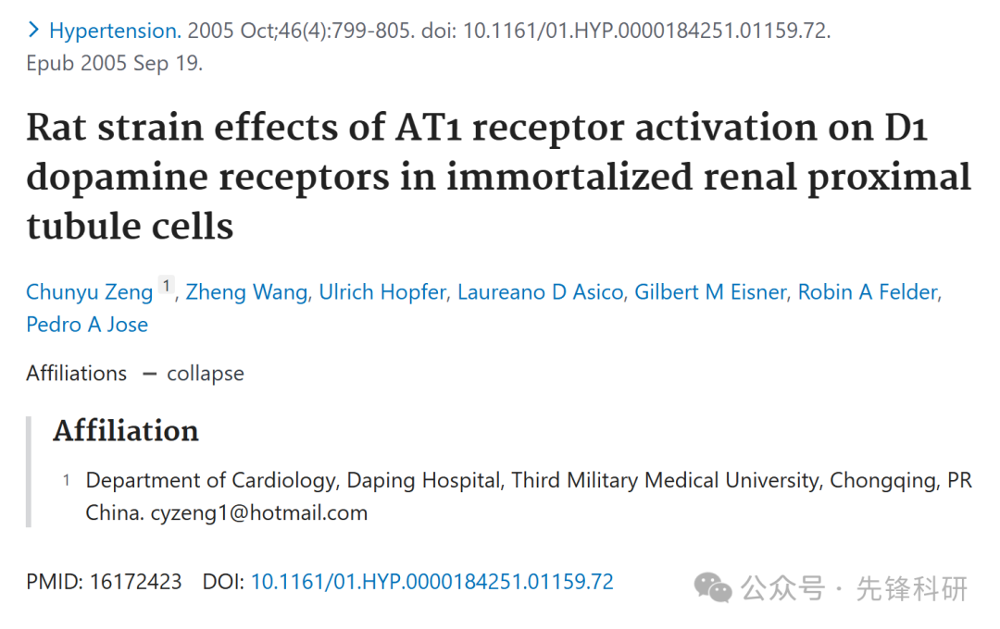 > Hypertension. 2005 Oct;46(4):799-805. doi: 10.1161/01.HYP.0000184251.01159.72.
Epub 2005 Sep 19.
Rat strain effects of AT1 receptor activation on D1
dopamine receptors in immortalized renal proximal
tubule cells
Chunyu Zeng 1, Zheng Wang, Ulrich Hopfer, Laureano D Asico, Gilbert M Eisner, Robin A Felder,
Pedro A Jose
Affiliations — collapse
Affiliation
1 Department of Cardiology, Daping Hospital, Third Military Medical University, Chongqing, PR
China. cyzeng1@hotmail.com
PMID: 16172423 DOI: 10.1161/01.HYP.0000184251.01159.72
公众号 · 先锋科研